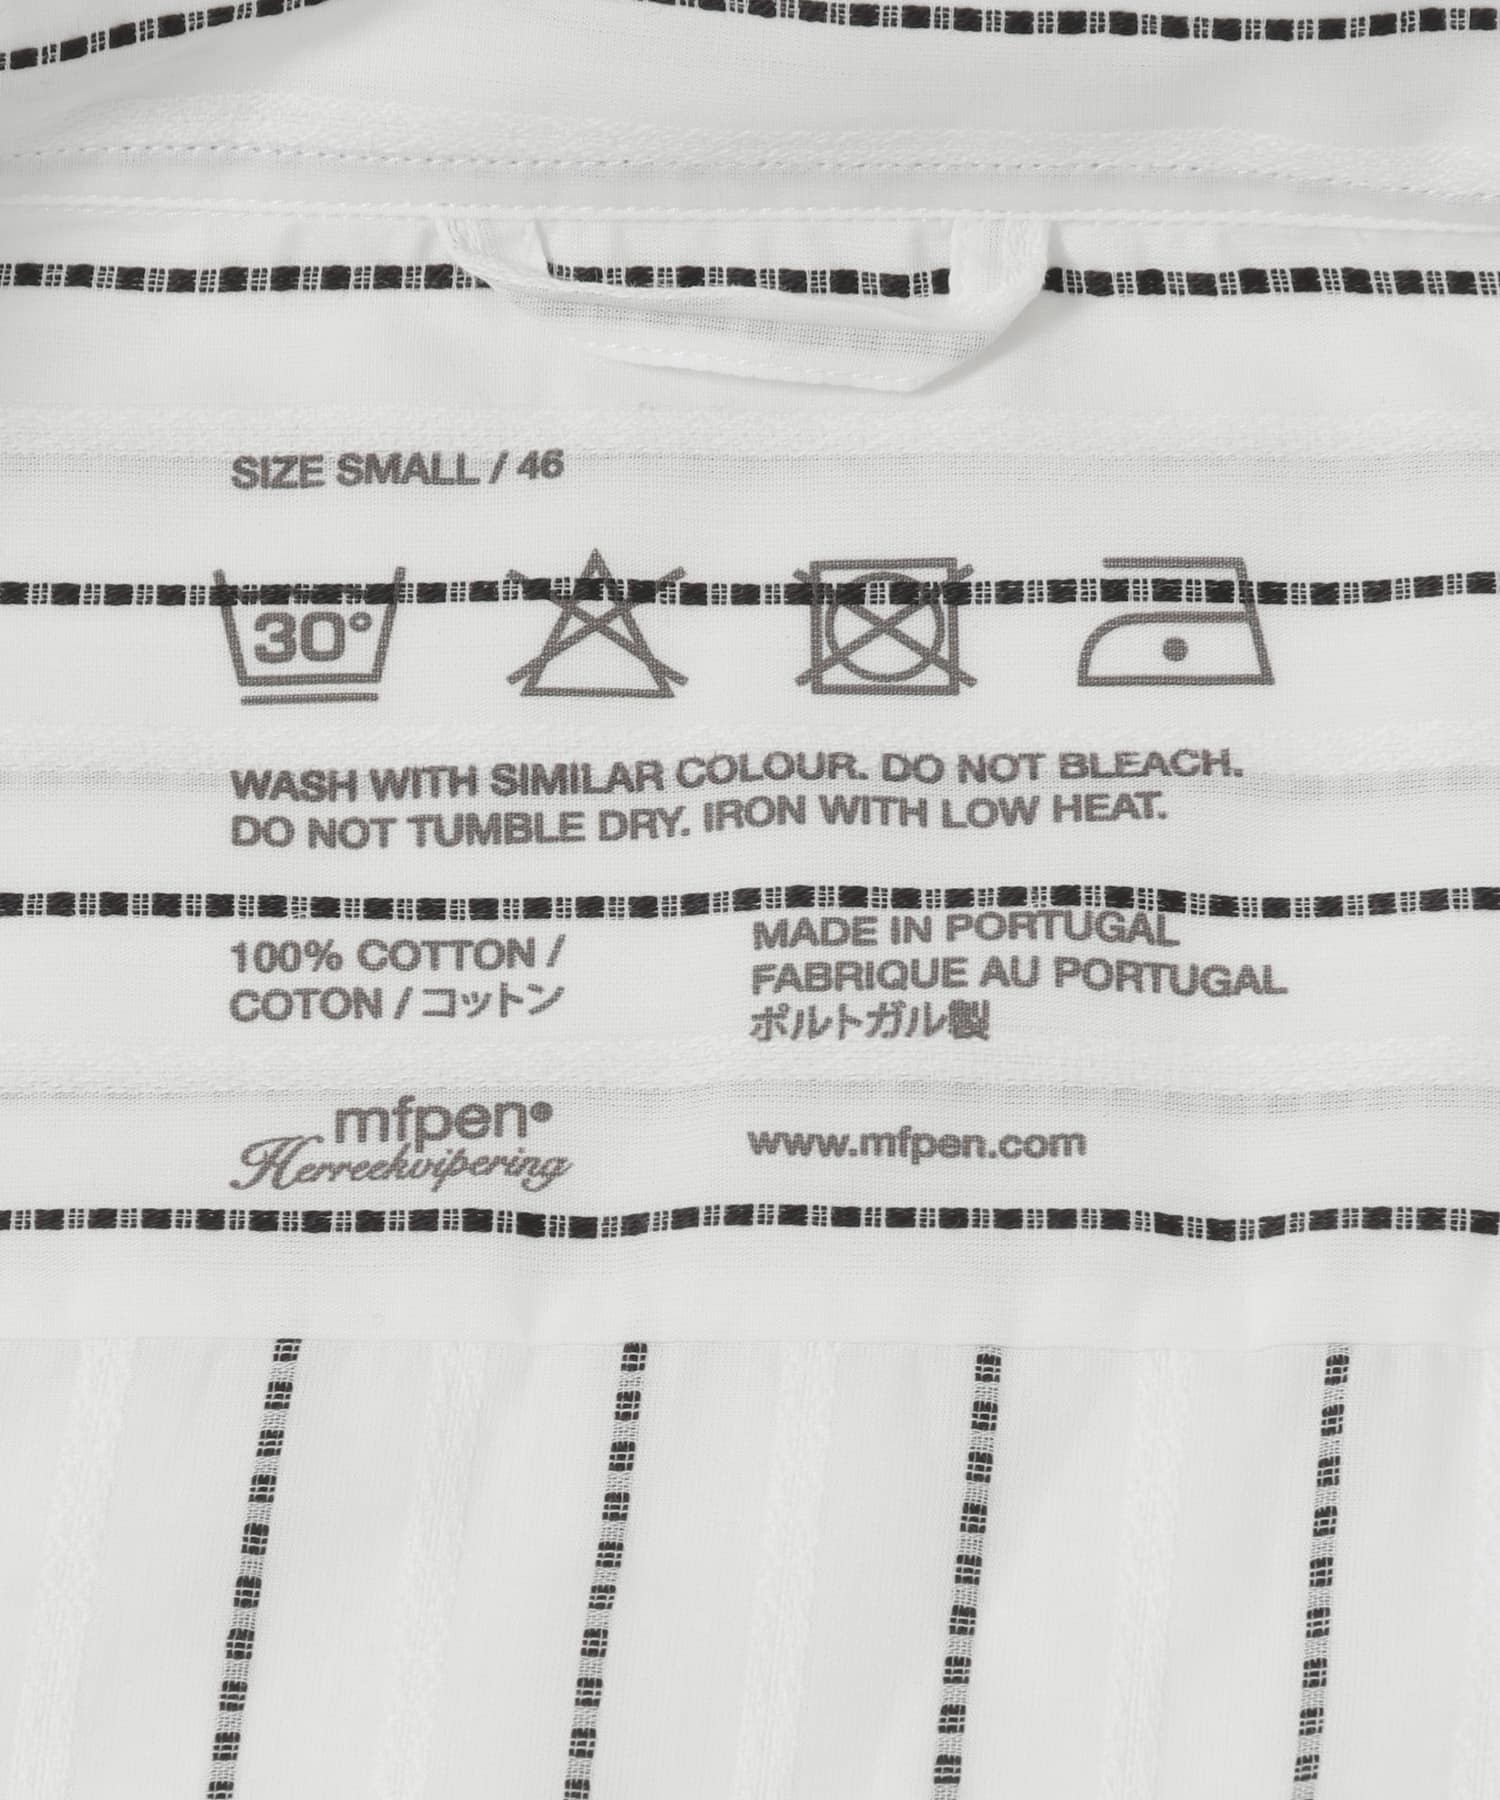 SIZE SMALL / 46
30°
WASH WITH SIMILAR COLOUR. DO NOT BLEACH.
DO NOT TUMBLE DRY. IRON WITH LOW HEAT.
100% COTTON /
COTON / コットン
MADE IN PORTUGAL
FABRIQUE AU PORTUGAL
ポルトガル製
mfpen
Herreekvipering
www.mfpen.com